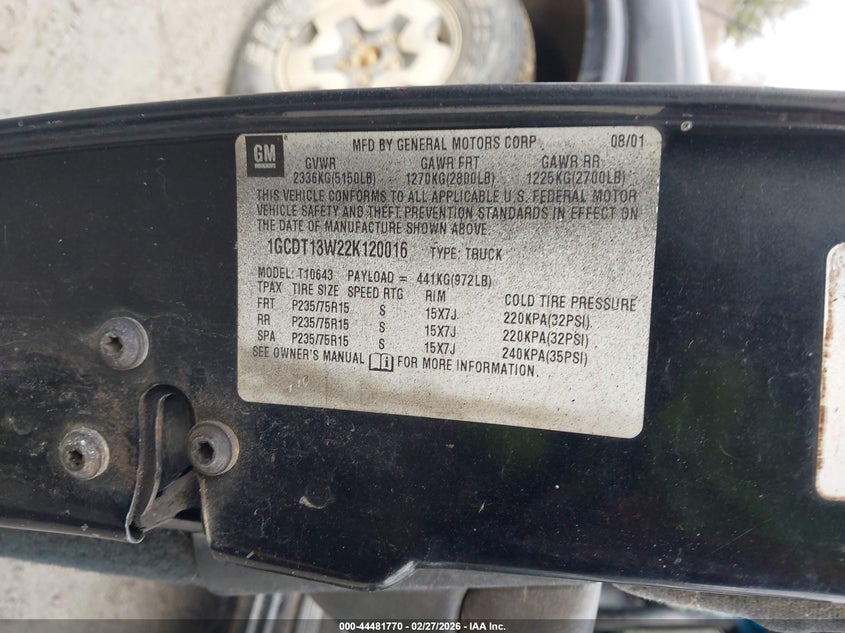 GM
MFD BY GENERAL MOTORS CORP 08/01
GVWR GAWR FRT GAWR RR
2336KG(5150LB) 1270KG(2800LB) 1225KG(2700LB)
THIS VEHICLE CONFORMS TO ALL APPLICABLE U.S. FEDERAL MOTOR
VEHICLE SAFETY AND THEFT PREVENTION STANDARDS IN EFFECT ON
THE DATE OF MANUFACTURE SHOWN ABOVE.
1GCDT13W22K120016 TYPE: TRUCK
MODEL: T10643 PAYLOAD = 441KG(972LB)
TPAX TIRE SIZE SPEED RTG RIM COLD TIRE PRESSURE
FRT P235/75R15 S 15X7J 220KPA(32PSI)
RR P235/75R15 S 15X7J 220KPA(32PSI)
SPA P235/75R15 S 15X7J 240KPA(35PSI)
SEE OWNER'S MANUAL FOR MORE INFORMATION.
000-44481770 — 02/27/2026 — IAA Inc.